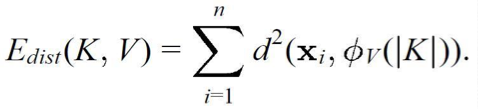 E_{dist}(K, V) = \sum_{i=1}^{n} d^2(\mathbf{x}_i, \phi_V(|K|)).